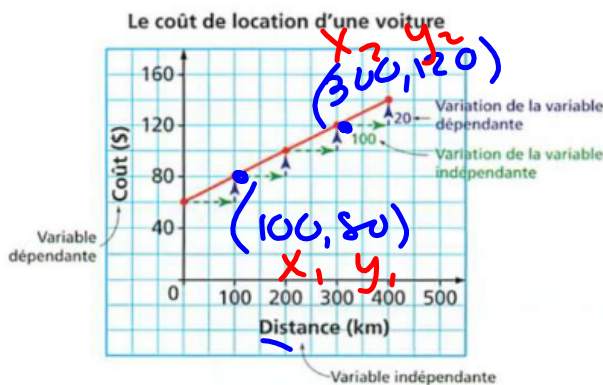 Le coût de location d'une voiture
x₂ y₂
(300, 120)
160
120
80
40
0
100
200
300
400
500
Coût ($)
Distance (km)
20
Variation de la variable
dépendante
100
Variation de la variable
indépendante
(100, 80)
x₁ y₁
Variable
dépendante
Variable indépendante